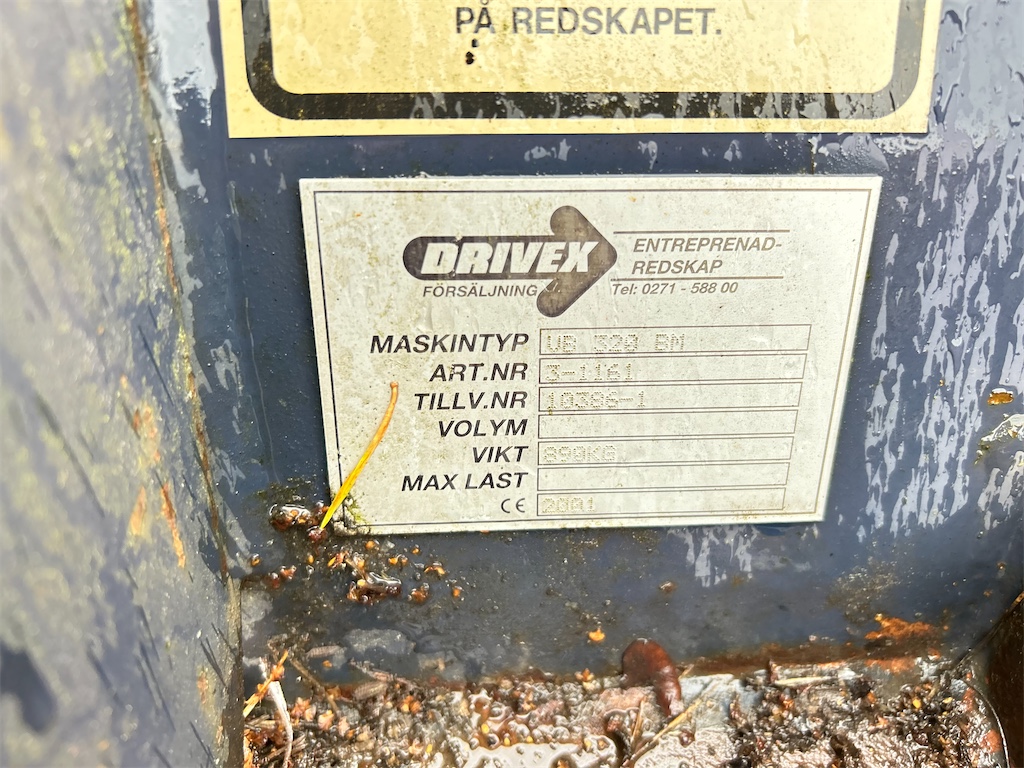 PÅ REDSKAPET.
DRIVEX
FÖRSÄLJNING
ENTREPRENAD-
REDSKAP
Tel: 0271 - 588 00
MASKINTYP VB 320 BN
ART.NR 3-1161
TILLV.NR 10386-1
VOLYM
VIKT 890KG
MAX LAST
CE 2001